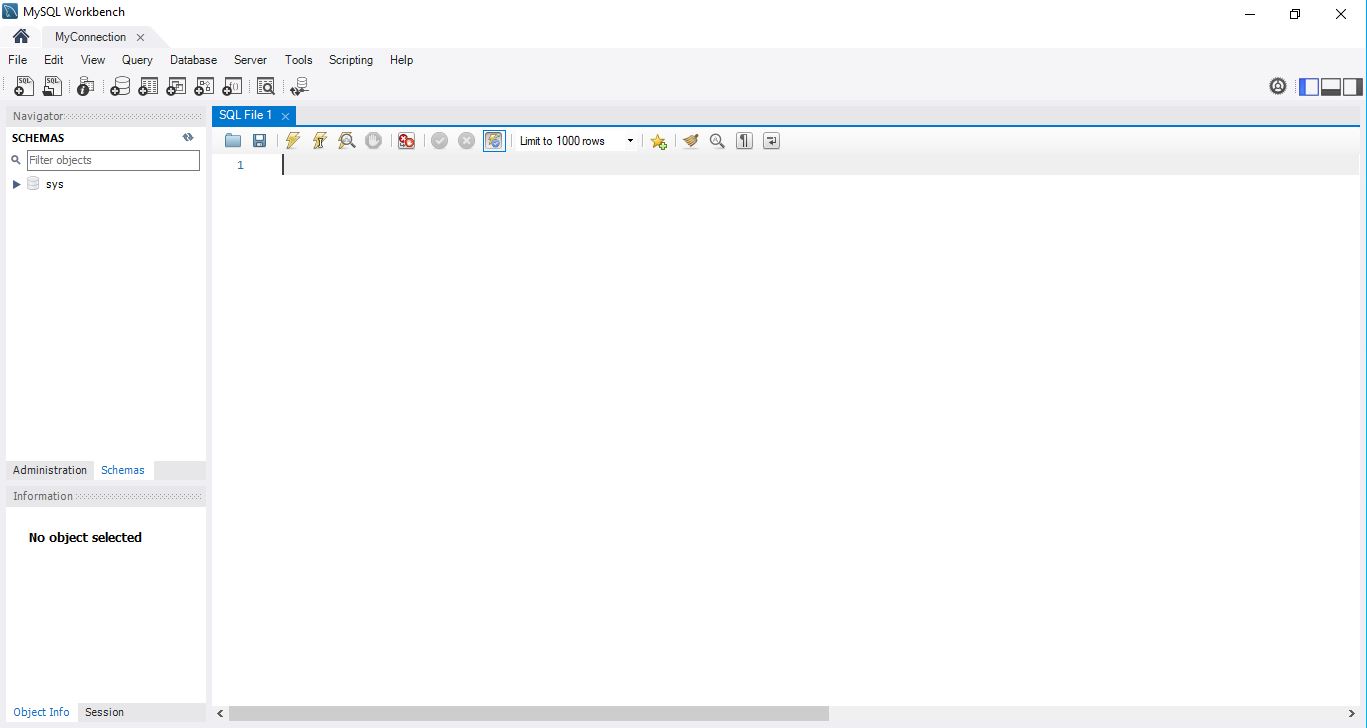 MySQL Workbench
MyConnection
File Edit View Query Database Server Tools Scripting Help
SQL SQL
Navigator
SCHEMAS
Filter objects
sys
Administration Schemas
Information
No object selected
Object Info Session
SQL File 1
Limit to 1000 rows
1